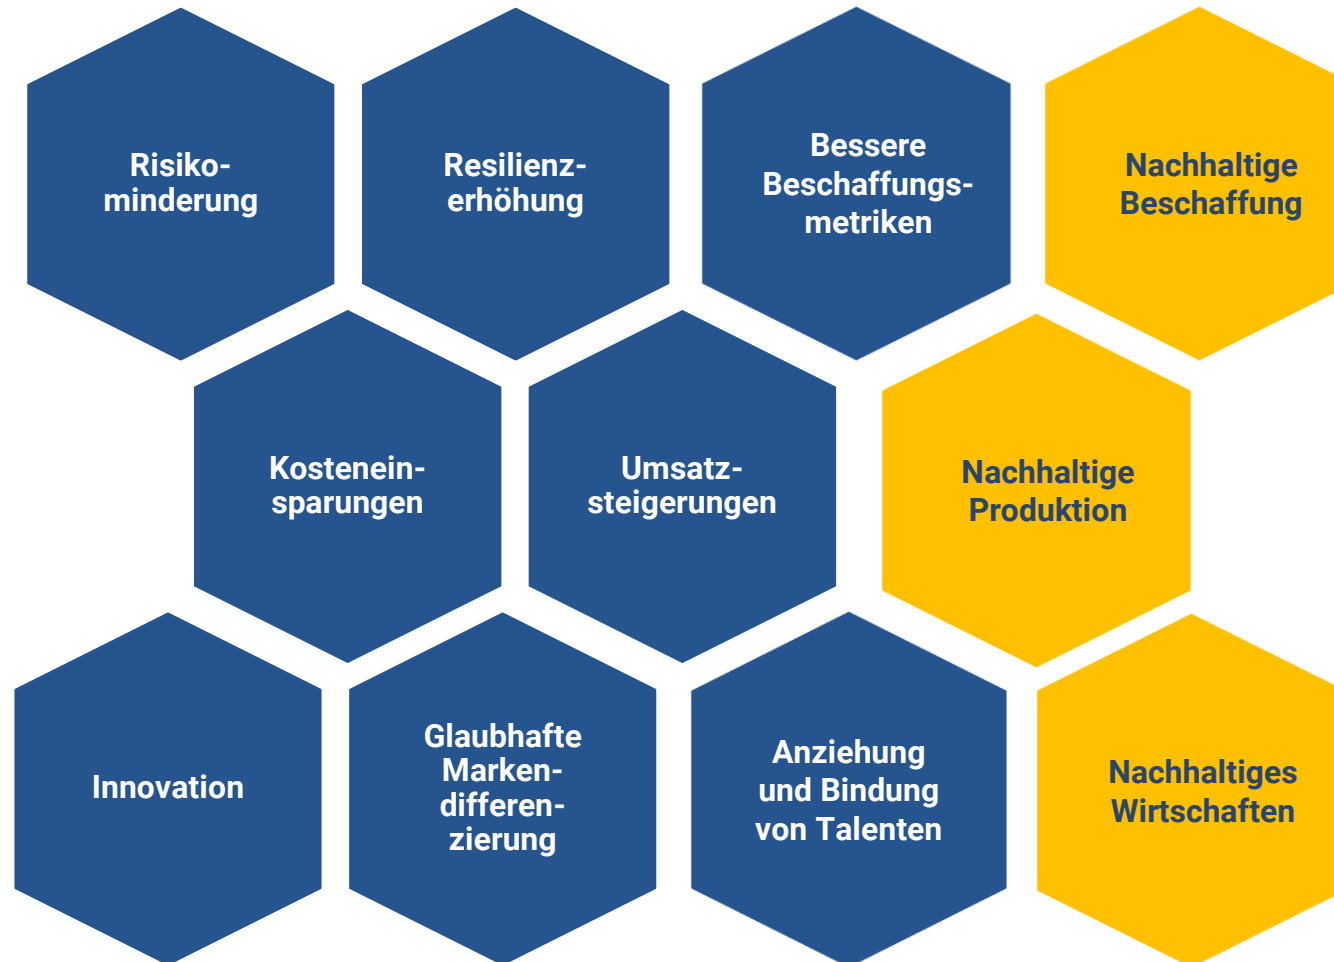 Risiko-
minderung
Resilienz-
erhöhung
Bessere
Beschaffungs-
metriken
Nachhaltige
Beschaffung
Kostenein-
sparungen
Umsatz-
steigerungen
Nachhaltige
Produktion
Innovation
Glaubhafte
Marken-
differen-
zierung
Anziehung
und Bindung
von Talenten
Nachhaltiges
Wirtschaften